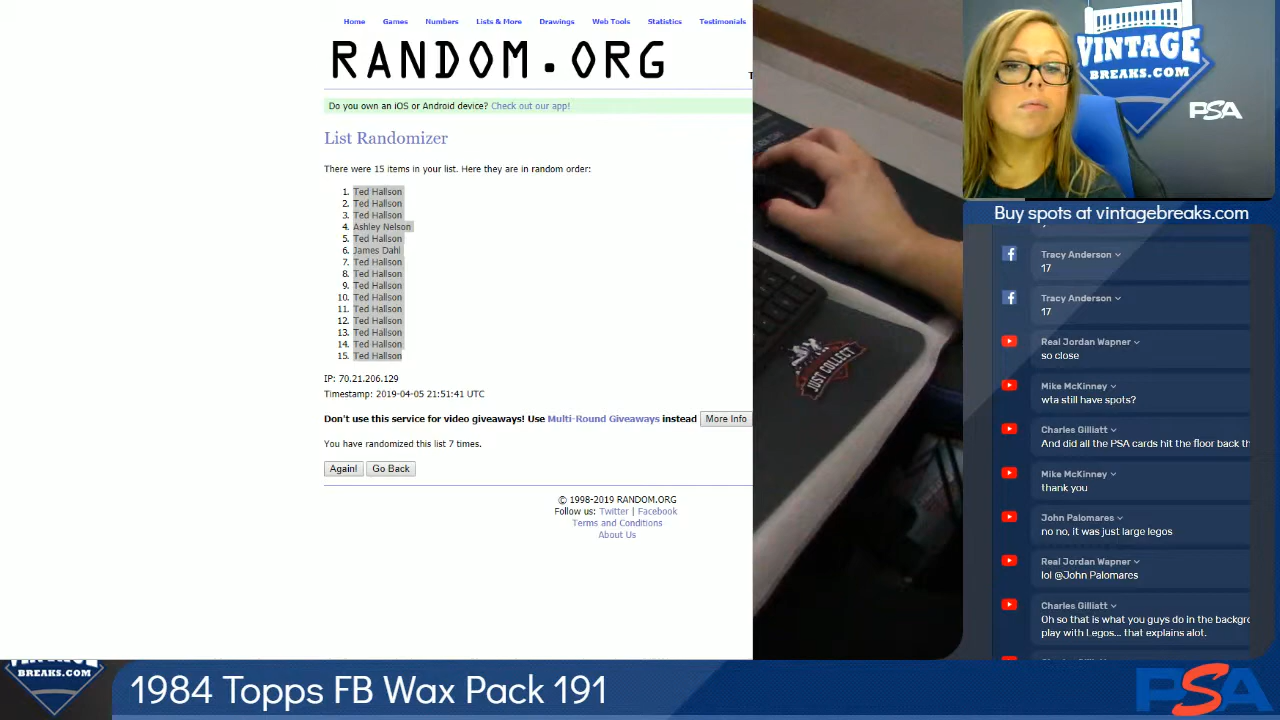 Home Games Numbers Lists & More Drawings Web Tools Statistics Testimonials
RANDOM.ORG
Do you own an iOS or Android device? Check out our app!
List Randomizer
There were 15 items in your list. Here they are in random order:
1. Ted Hallson
2. Ted Hallson
3. Ted Hallson
4. Ashley Nelson
5. Ted Hallson
6. James Dahl
7. Ted Hallson
8. Ted Hallson
9. Ted Hallson
10. Ted Hallson
11. Ted Hallson
12. Ted Hallson
13. Ted Hallson
14. Ted Hallson
15. Ted Hallson
IP: 70.21.206.129
Timestamp: 2019-04-05 21:51:41 UTC
Don't use this service for video giveaways! Use Multi-Round Giveaways instead More Info
You have randomized this list 7 times.
Again! Go Back
© 1998-2019 RANDOM.ORG
Follow us: Twitter | Facebook
Terms and Conditions
About Us
JUST COLLECT
VINTAGE
BREAKS.COM
PSA
Buy spots at vintagebreaks.com
Tracy Anderson
17
Tracy Anderson
17
Real Jordan Wapner
so close
Mike McKinney
wta still have spots?
Charles Gilliatt
And did all the PSA cards hit the floor back th
Mike McKinney
thank you
John Palomares
no no, it was just large legos
Real Jordan Wapner
lol @John Palomares
Charles Gilliatt
Oh so that is what you guys do in the backgro
play with Legos... that explains alot.
VINTAGE
BREAKS.COM
1984 Topps FB Wax Pack 191
PSA